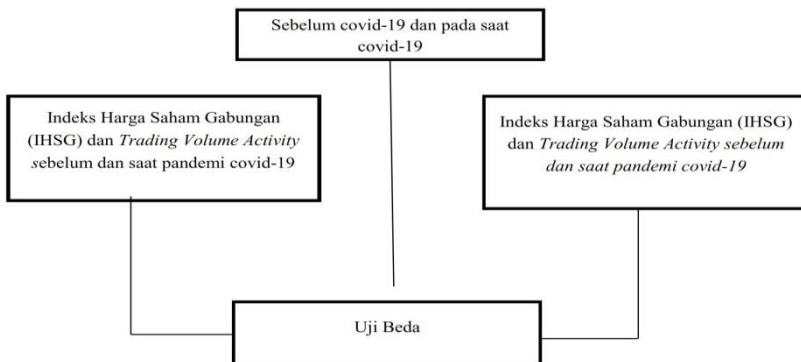 Sebelum covid-19 dan pada saat
covid-19
Indeks Harga Saham Gabungan
(IHSG) dan Trading Volume Activity
sebelum dan saat pandemi covid-19
Indeks Harga Saham Gabungan (IHSG)
dan Trading Volume Activity sebelum
dan saat pandemi covid-19
Uji Beda